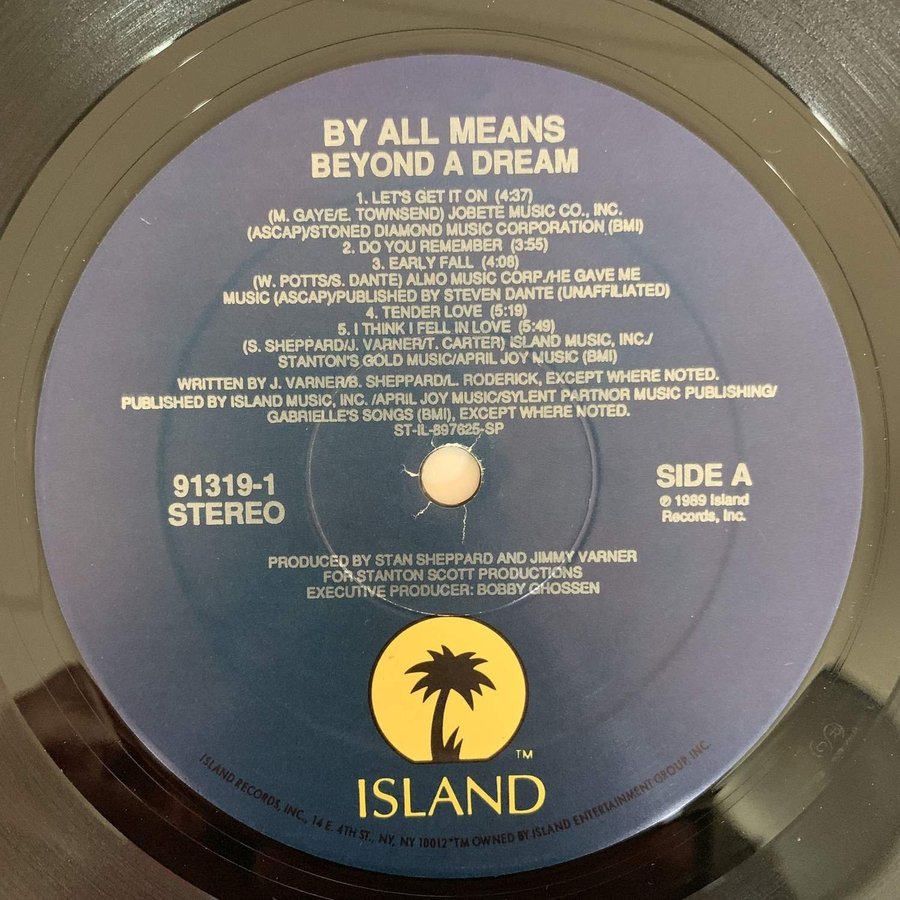 BY ALL MEANS
BEYOND A DREAM
1. LET'S GET IT ON (4:37)
(M. GAYE/E. TOWNSEND) JOBETE MUSIC CO., INC.
(ASCAP)/STONED DIAMOND MUSIC CORPORATION (BMI)
2. DO YOU REMEMBER (3:55)
3. EARLY FALL (4:08)
(W. POTTS/S. DANTE) ALMO MUSIC CORP./HE GAVE ME
MUSIC (ASCAP)/PUBLISHED BY STEVEN DANTE (UNAFFILIATED)
4. TENDER LOVE (5:19)
5. I THINK I FELL IN LOVE (5:49)
(S. SHEPPARD/J. VARNER/T. CARTER) ISLAND MUSIC, INC./
STANTON'S GOLD MUSIC/APRIL JOY MUSIC (BMI)
WRITTEN BY J. VARNER/B. SHEPPARD/L. RODERICK, EXCEPT WHERE NOTED.
PUBLISHED BY ISLAND MUSIC, INC. /APRIL JOY MUSIC/SYLENT PARTNOR MUSIC PUBLISHING/
GABRIELLE'S SONGS (BMI), EXCEPT WHERE NOTED.
ST-IL-897625-SP
91319-1
STEREO
SIDE A
℗ 1989 Island
Records, Inc.
PRODUCED BY STAN SHEPPARD AND JIMMY VARNER
FOR STANTON SCOTT PRODUCTIONS
EXECUTIVE PRODUCER: BOBBY GHOSSEN
TM
ISLAND
ISLAND RECORDS, INC., 14 E. 4TH ST., NY, NY 10012 *TM OWNED BY ISLAND ENTERTAINMENT GROUP, INC.